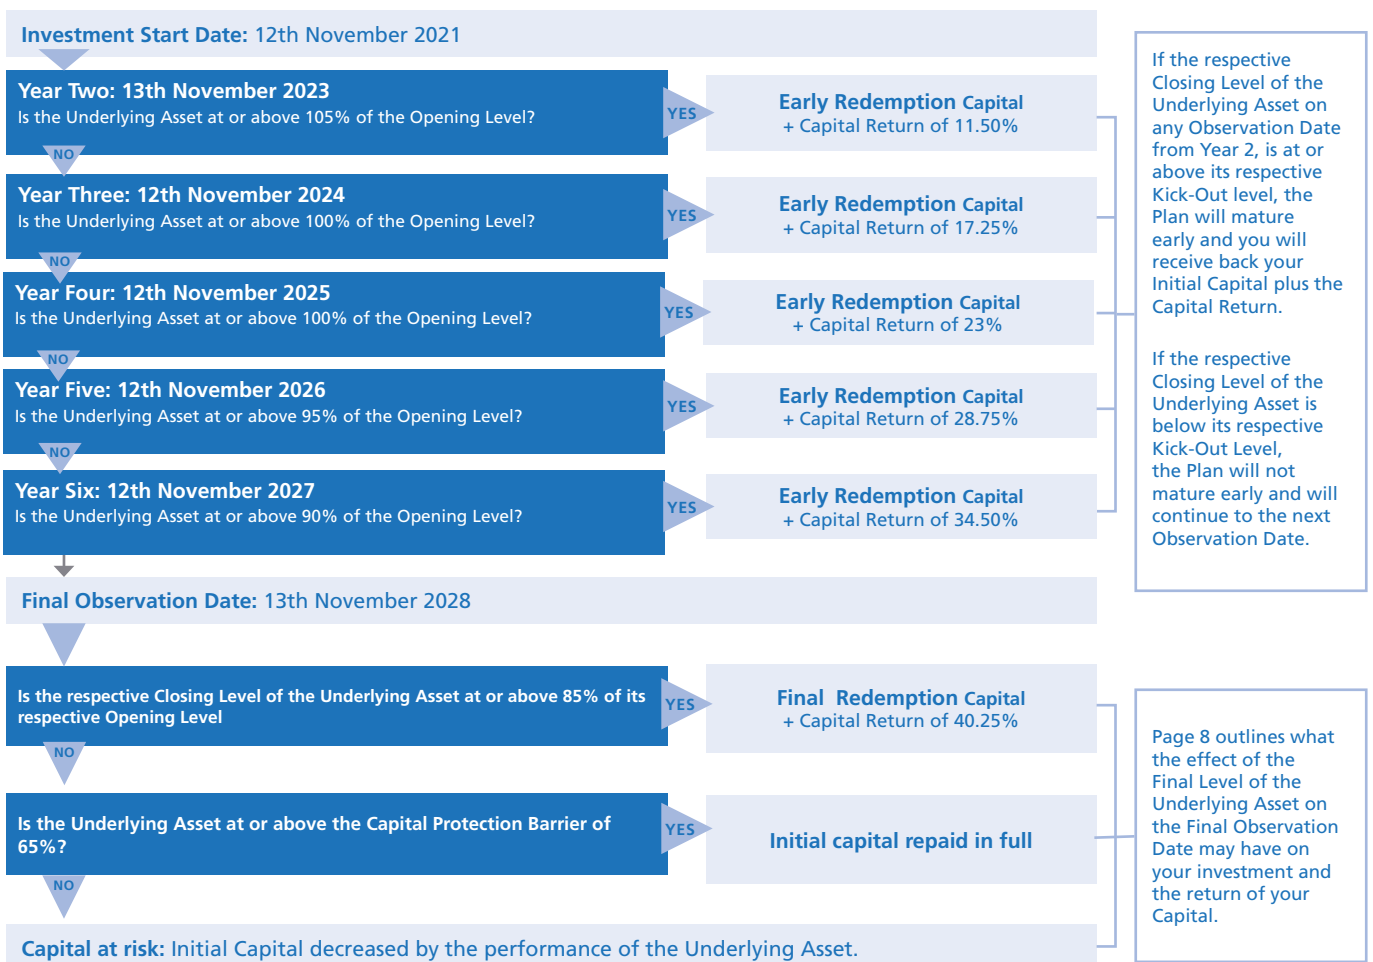 Investment Start Date: 12th November 2021
Year Two: 13th November 2023
Is the Underlying Asset at or above 105% of the Opening Level?
YES
Early Redemption Capital
+ Capital Return of 11.50%
NO
Year Three: 12th November 2024
Is the Underlying Asset at or above 100% of the Opening Level?
YES
Early Redemption Capital
+ Capital Return of 17.25%
NO
Year Four: 12th November 2025
Is the Underlying Asset at or above 100% of the Opening Level?
YES
Early Redemption Capital
+ Capital Return of 23%
NO
Year Five: 12th November 2026
Is the Underlying Asset at or above 95% of the Opening Level?
YES
Early Redemption Capital
+ Capital Return of 28.75%
NO
Year Six: 12th November 2027
Is the Underlying Asset at or above 90% of the Opening Level?
YES
Early Redemption Capital
+ Capital Return of 34.50%
If the respective
Closing Level of the
Underlying Asset on
any Observation Date
from Year 2, is at or
above its respective
Kick-Out level, the
Plan will mature
early and you will
receive back your
Initial Capital plus the
Capital Return.
If the respective
Closing Level of the
Underlying Asset is
below its respective
Kick-Out Level,
the Plan will not
mature early and will
continue to the next
Observation Date.
Final Observation Date: 13th November 2028
Is the respective Closing Level of the Underlying Asset at or above 85% of its
respective Opening Level
YES
Final Redemption Capital
+ Capital Return of 40.25%
NO
Is the Underlying Asset at or above the Capital Protection Barrier of
65%?
YES
Initial capital repaid in full
NO
Capital at risk: Initial Capital decreased by the performance of the Underlying Asset.
Page 8 outlines what
the effect of the
Final Level of the
Underlying Asset on
the Final Observation
Date may have on
your investment and
the return of your
Capital.